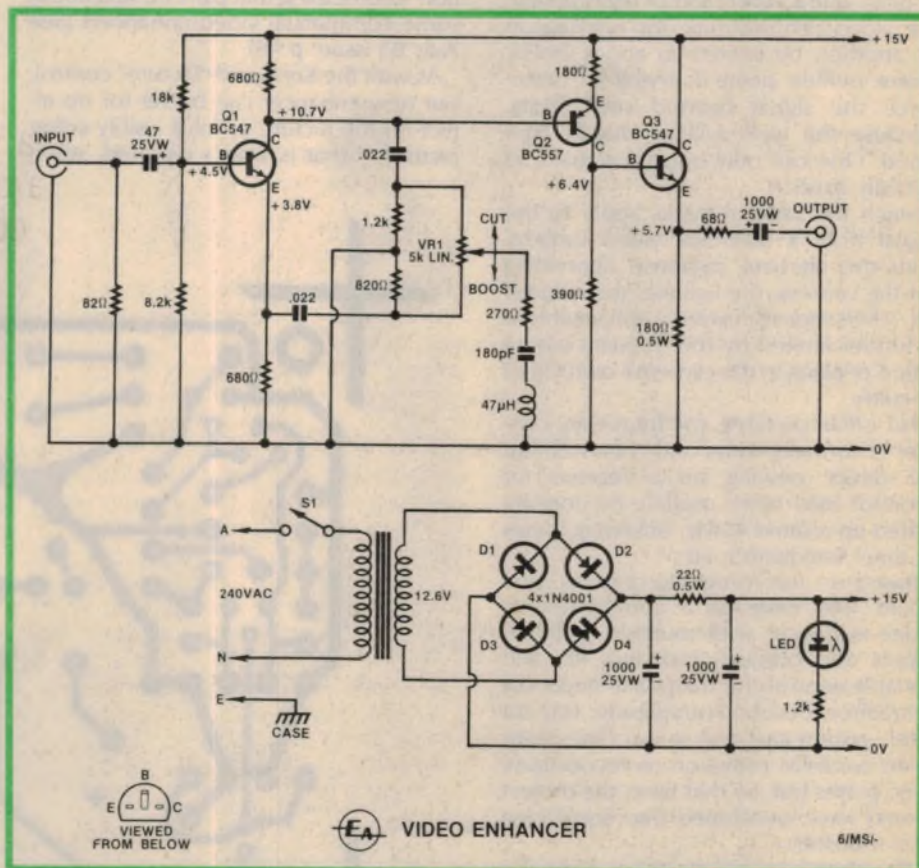 +15V
18k
680Ω
180Ω
Q1
BC547
+10.7V
E
Q2
BC557
C
Q3
BC547
INPUT
47
25VW
+
B
C
E
+4.5V
.022
B
C
E
+6.4V
+3.8V
1.2k
VR1
5k LIN.
CUT
BOOST
+5.7V
68Ω
1000
25VW
+
-
OUTPUT
82Ω
8.2k
.022
820Ω
270Ω
390Ω
180Ω
0.5W
680Ω
180pF
47µH
0V
S1
A
240VAC
N
E
CASE
12.6V
D1
D2
4x1N4001
D3
D4
22Ω
0.5W
+15V
1000
25VW
1000
25VW
LED
λ
1.2k
0V
B
E
C
VIEWED
FROM BELOW
EA
VIDEO ENHANCER
6/MS/-